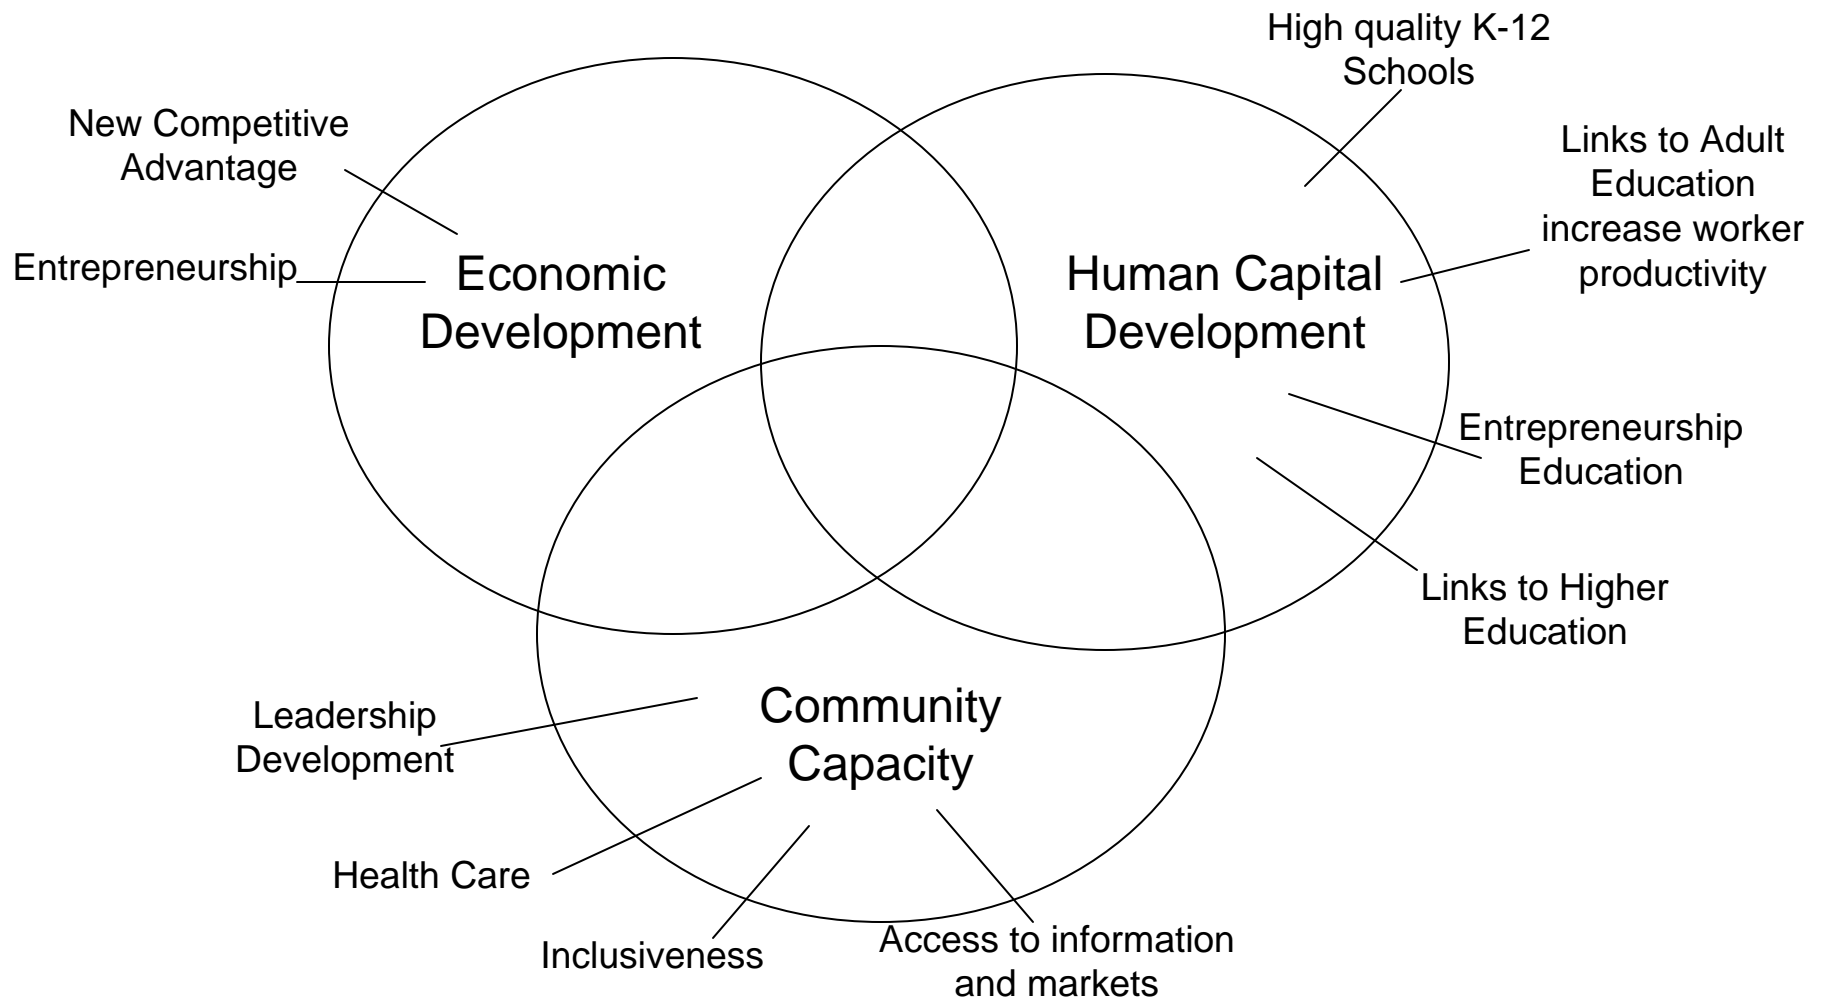 High quality K-12
Schools
New Competitive
Advantage
Links to Adult
Education
increase worker
productivity
Entrepreneurship
Economic
Development
Human Capital
Development
Entrepreneurship
Education
Links to Higher
Education
Leadership
Development
Community
Capacity
Health Care
Inclusiveness
Access to information
and markets